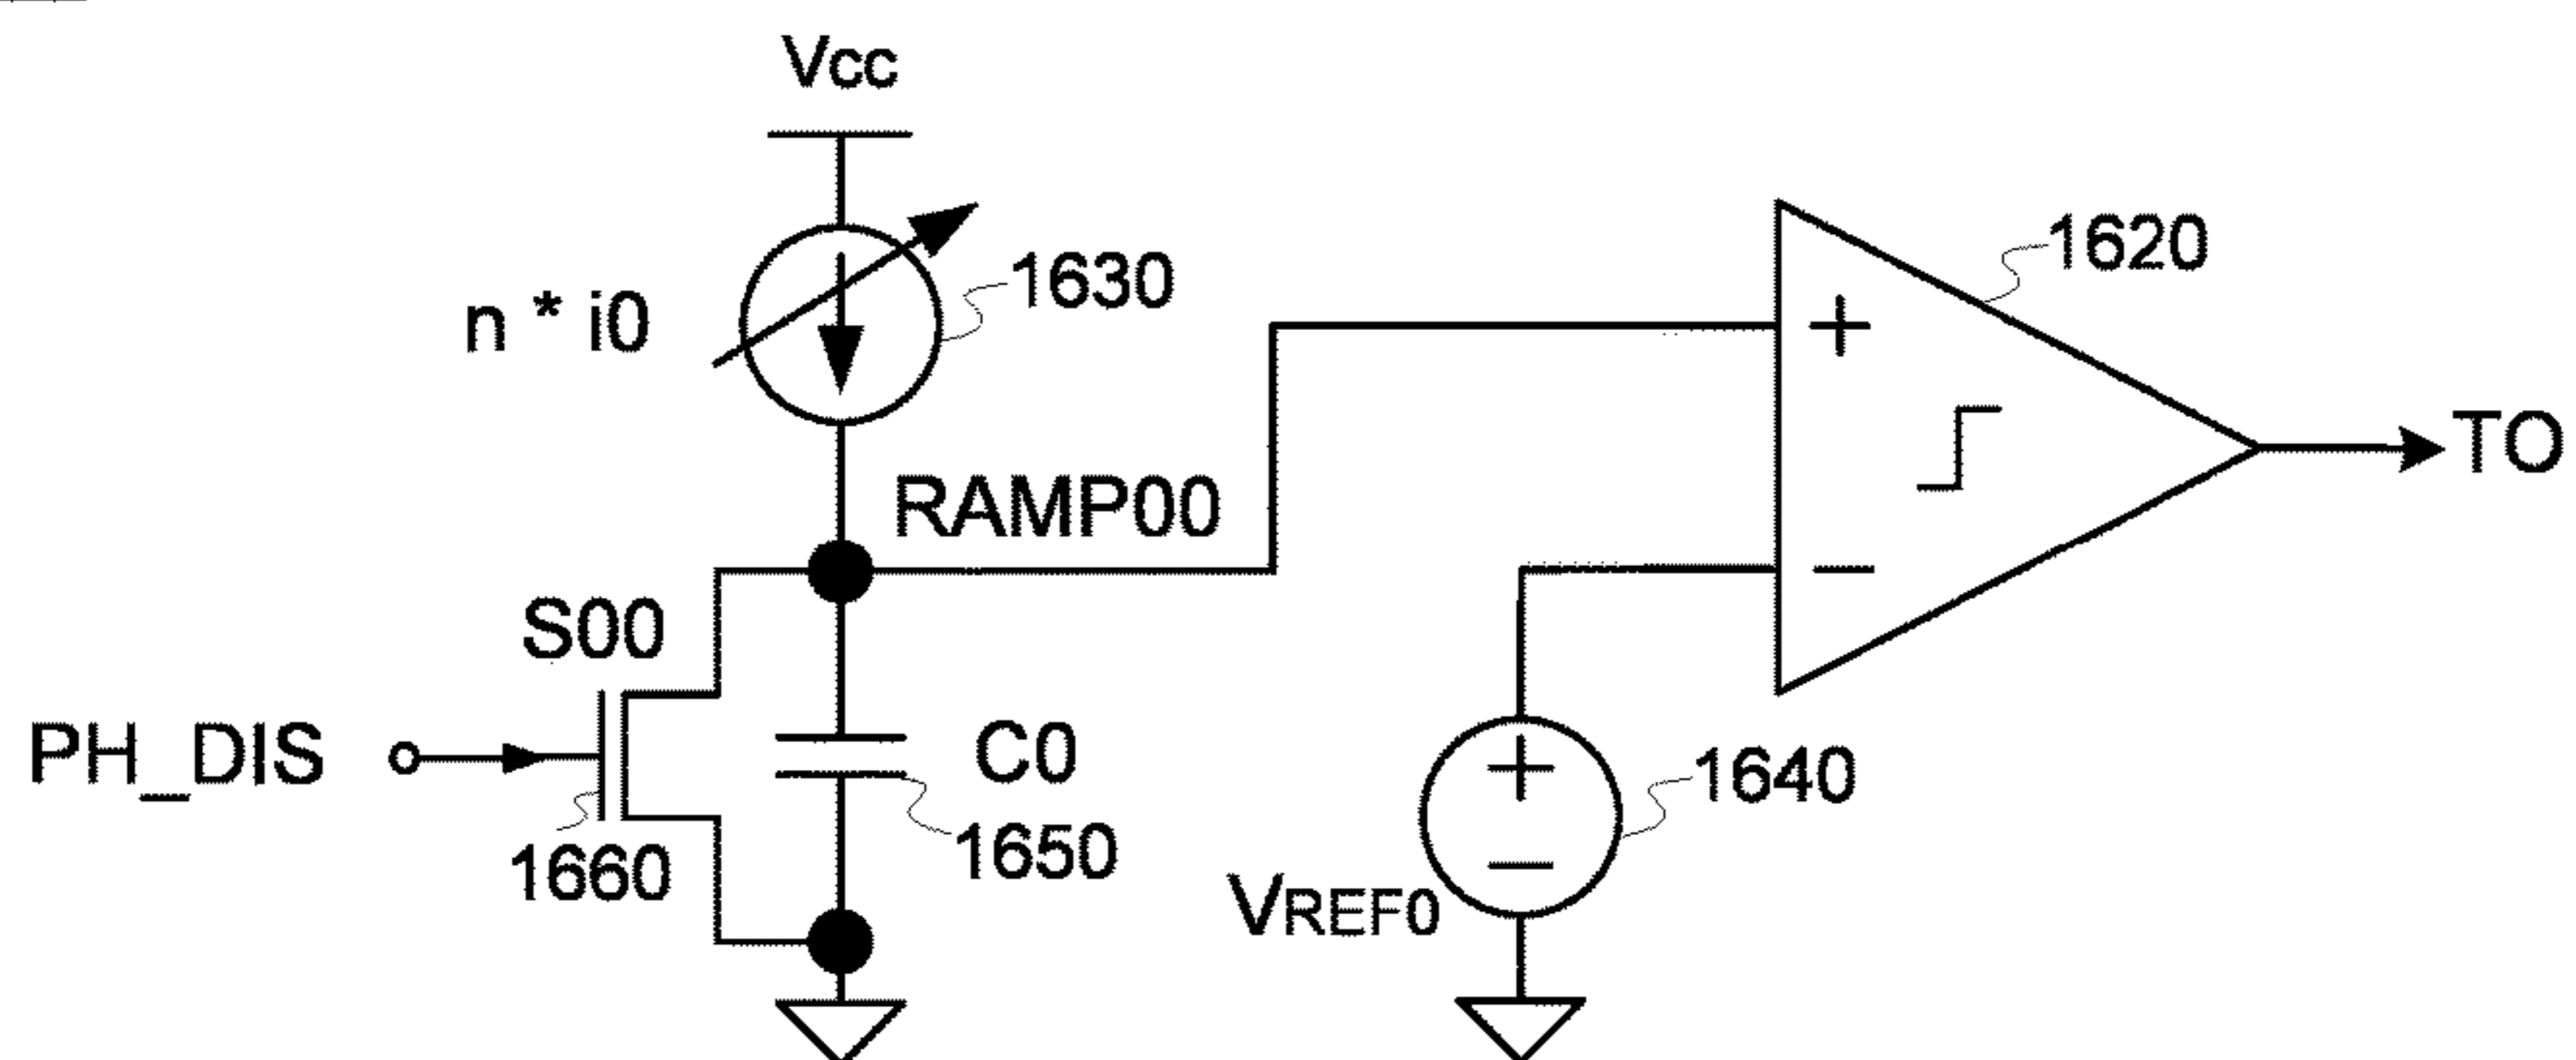 Vcc
1620
1630
n * i0
+
TO
RAMP00
−
S00
PH_DIS
C0
+
1640
1650
1660
−
VREF0